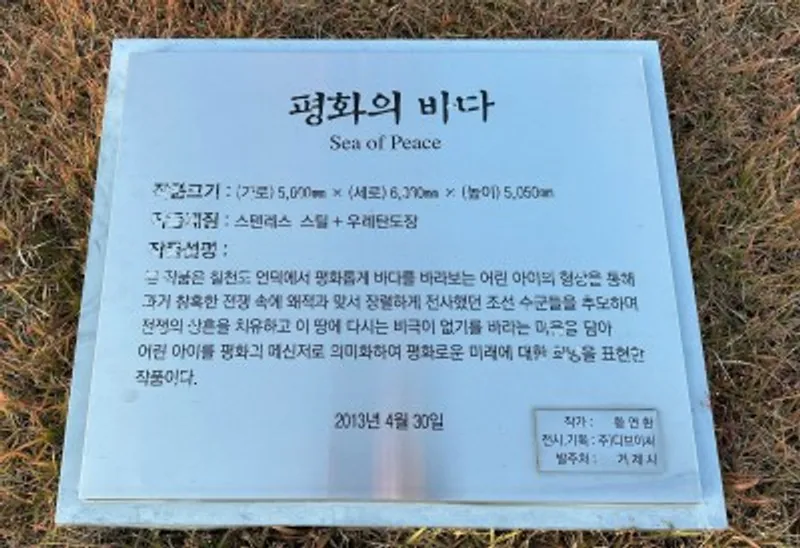 평화의 바다
Sea of Peace
작품크기 : (가로) 5,000㎜ × (세로) 6,300㎜ × (높이) 5,050㎜
작품재질 : 스텐레스 스틸 + 우레탄도장
작품설명 :
본 작품은 칠천도 언덕에서 평화롭게 바다를 바라보는 어린 아이의 형상을 통해
과거 참혹한 전쟁 속에 왜적과 맞서 장렬하게 전사했던 조선 수군들을 추모하며
전쟁의 상흔을 치유하고 이 땅에 다시는 비극이 없기를 바라는 마음을 담아
어린 아이를 평화의 메신저로 의미화하여 평화로운 미래에 대한 희망을 표현한
작품이다.
2013년 4월 30일
작가 :
전시.기획 : 주)디브이씨
발주처 : 거제시